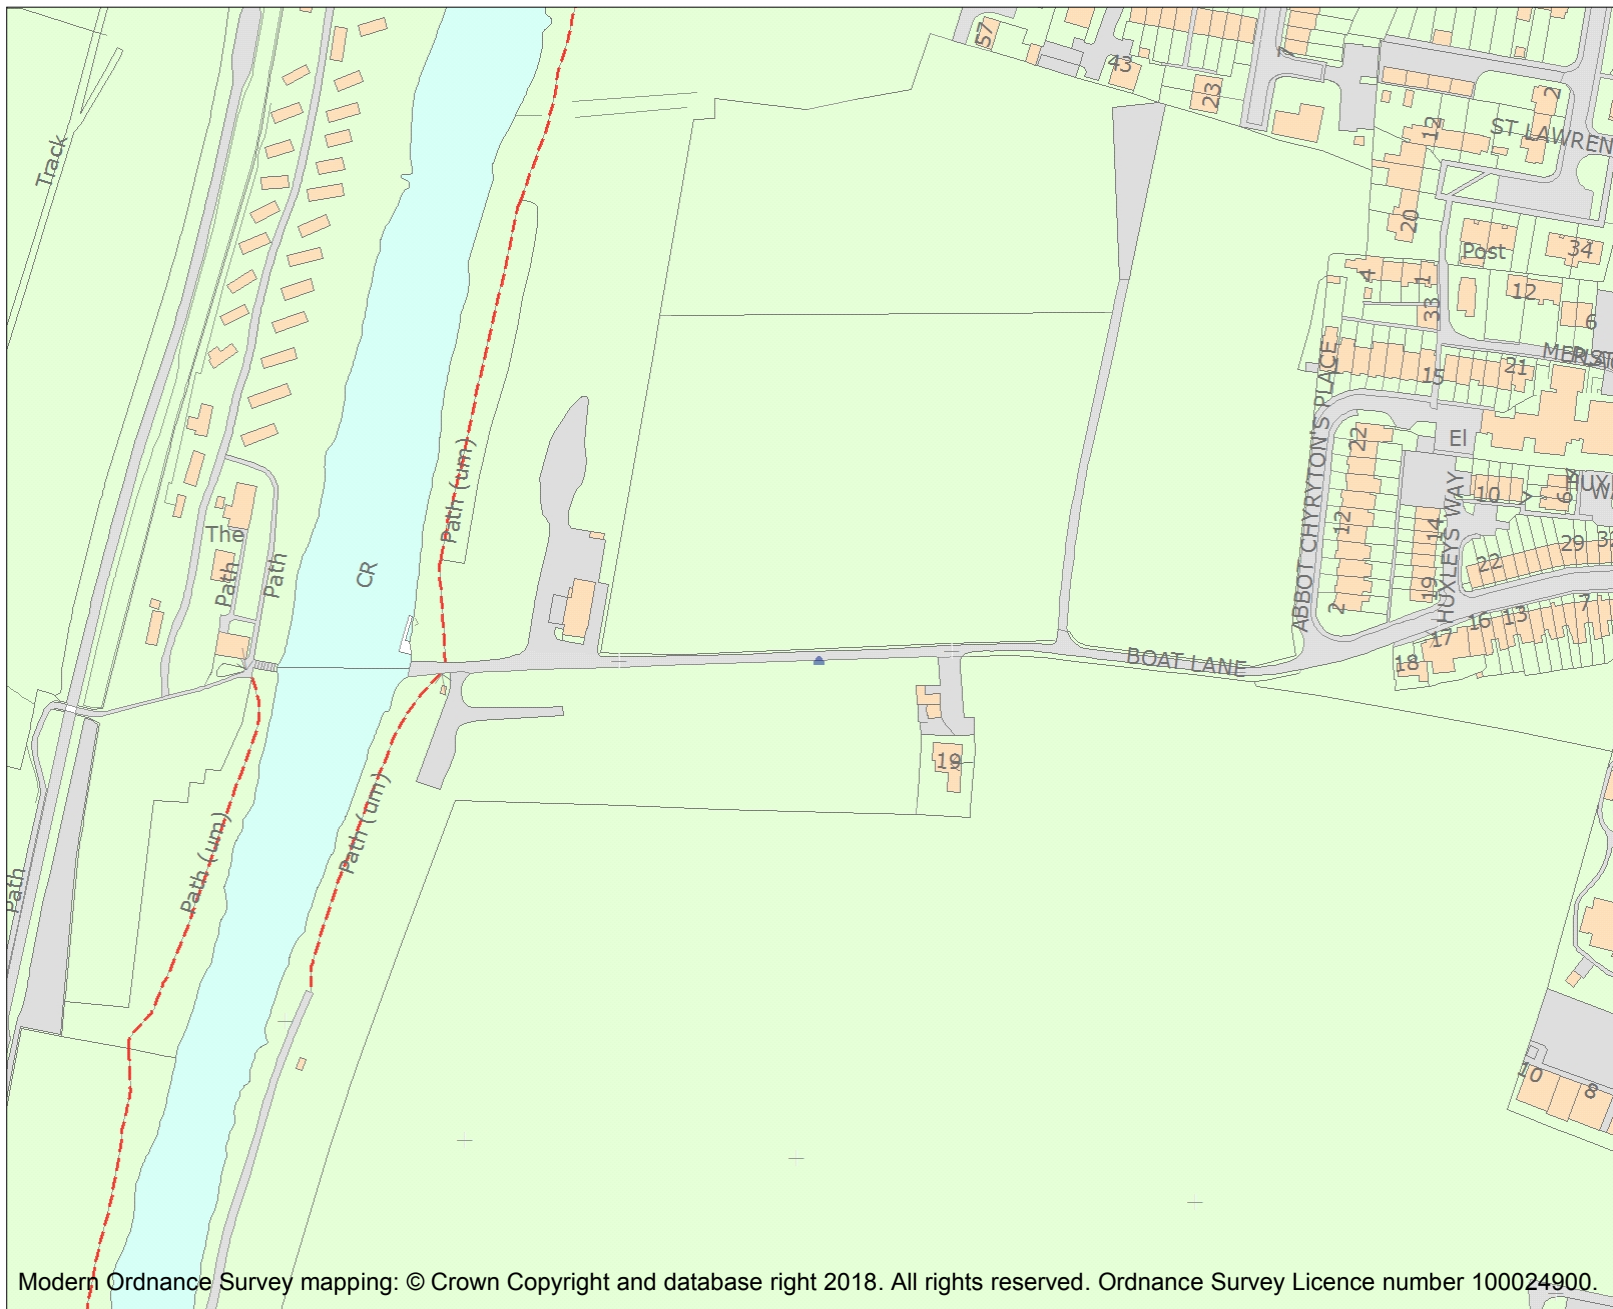 57
43
23
7
2
12
ST LAWREN
Track
20
Post
34
4
1
33
12
6
15
21
ABBOT CHYRYTON'S PLACE
22
El
HUXLEYS WAY
10
7
6
12
14
19
22
29
2
Path (um)
The
Path
Path
CR
BOAT LANE
18
17
16
13
7
19
Path (um)
Path (um)
Path
10
8
Modern Ordnance Survey mapping: © Crown Copyright and database right 2018. All rights reserved. Ordnance Survey Licence number 100024900.